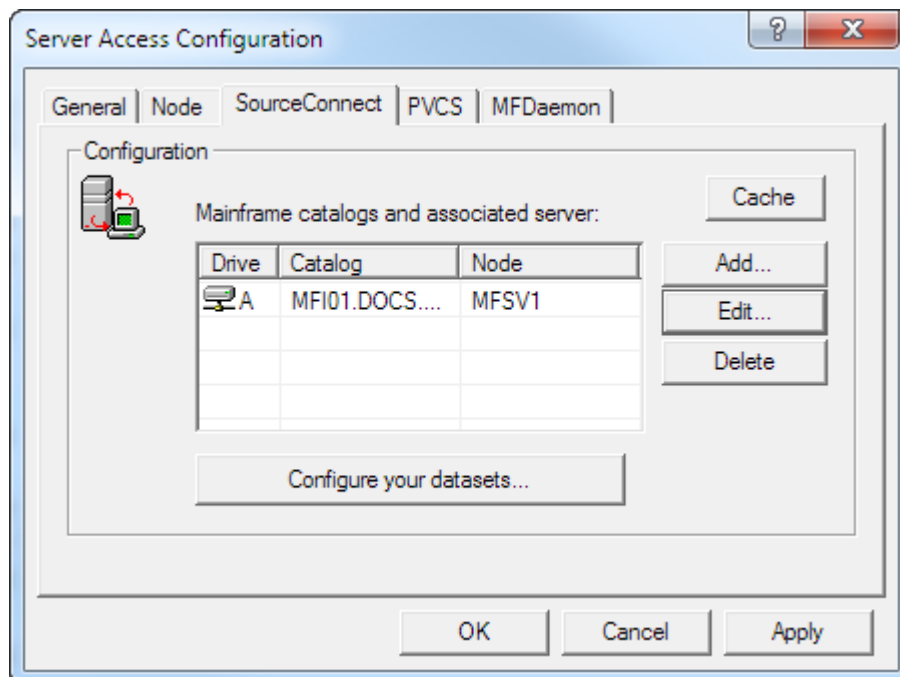 Server Access Configuration
General Node SourceConnect PVCS MFDaemon
Configuration
Cache
Mainframe catalogs and associated server:
Drive Catalog Node
Add...
A MFI01.DOCS.... MFSV1
Edit...
Delete
Configure your datasets...
OK Cancel Apply